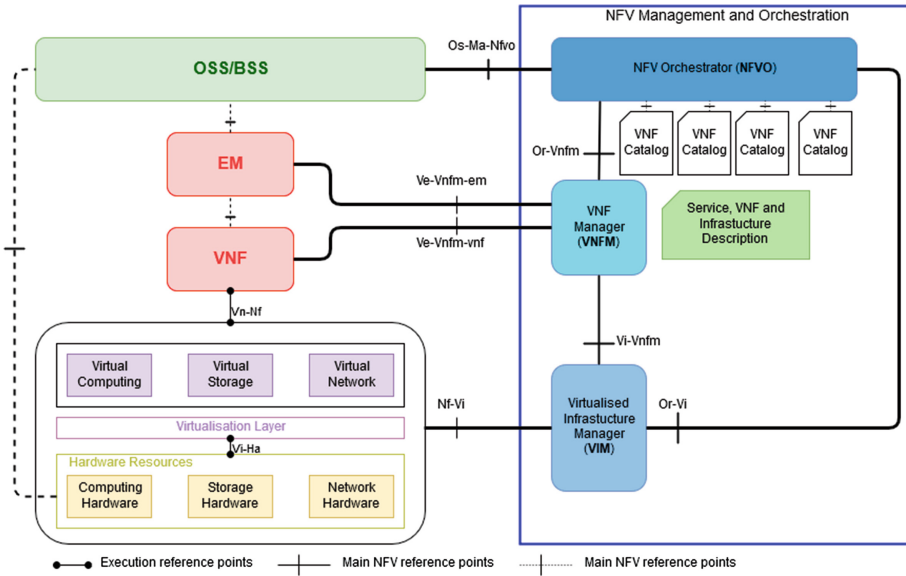 NFV Management and Orchestration
OSS/BSS
Os-Ma-Nfvo
NFV Orchestrator (NFVO)
VNF
Catalog
VNF
Catalog
VNF
Catalog
VNF
Catalog
Or-Vnfm
EM
Ve-Vnfm-em
VNF
Manager
(VNFM)
Service, VNF and
Infrastucture
Description
Ve-Vnfm-vnf
VNF
Vn-Nf
Vi-Vnfm
Virtual
Computing
Virtual
Storage
Virtual
Network
Virtualisation Layer
Nf-Vi
Virtualised
Infrastucture
Manager
(VIM)
Or-Vi
Vi-Ha
Hardware Resources
Computing
Hardware
Storage
Hardware
Network
Hardware
Execution reference points
Main NFV reference points
Main NFV reference points